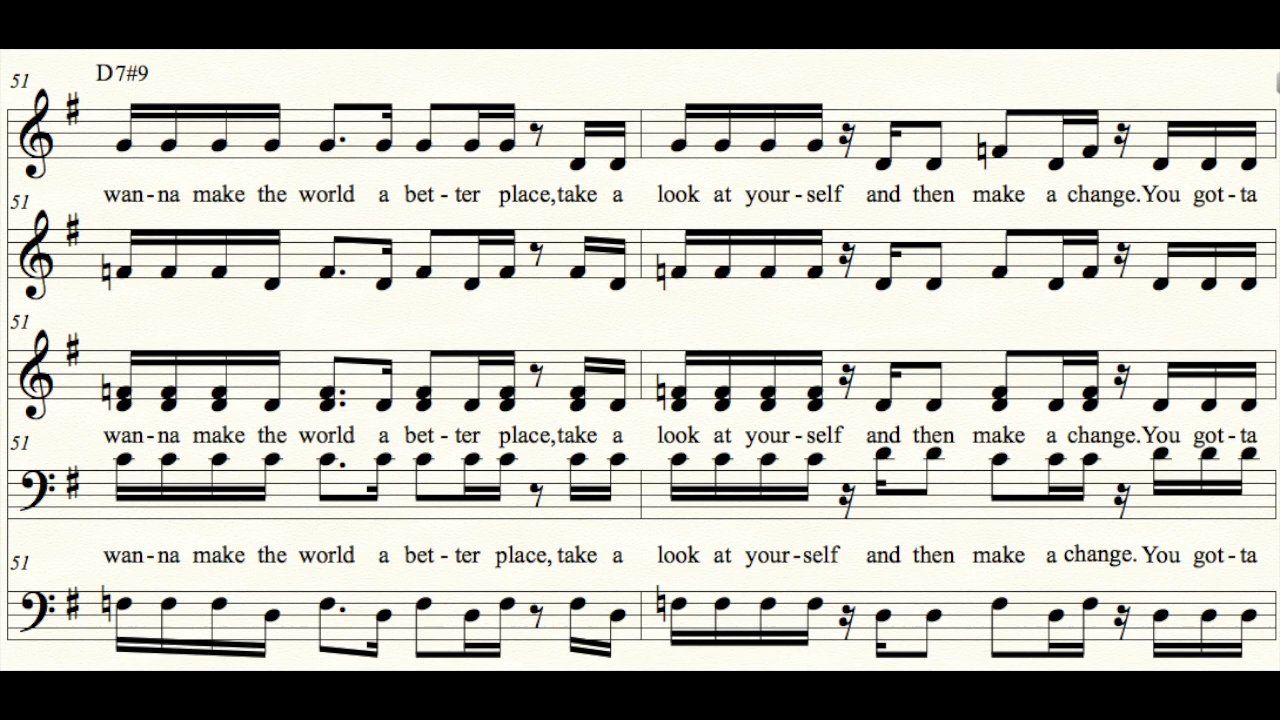 D7#9
51
wan-na make the world a bet-ter place, take a look at your-self and then make a change. You got-ta
51
51
wan-na make the world a bet-ter place, take a look at your-self and then make a change. You got-ta
51
wan-na make the world a bet-ter place, take a look at your-self and then make a change. You got-ta
51